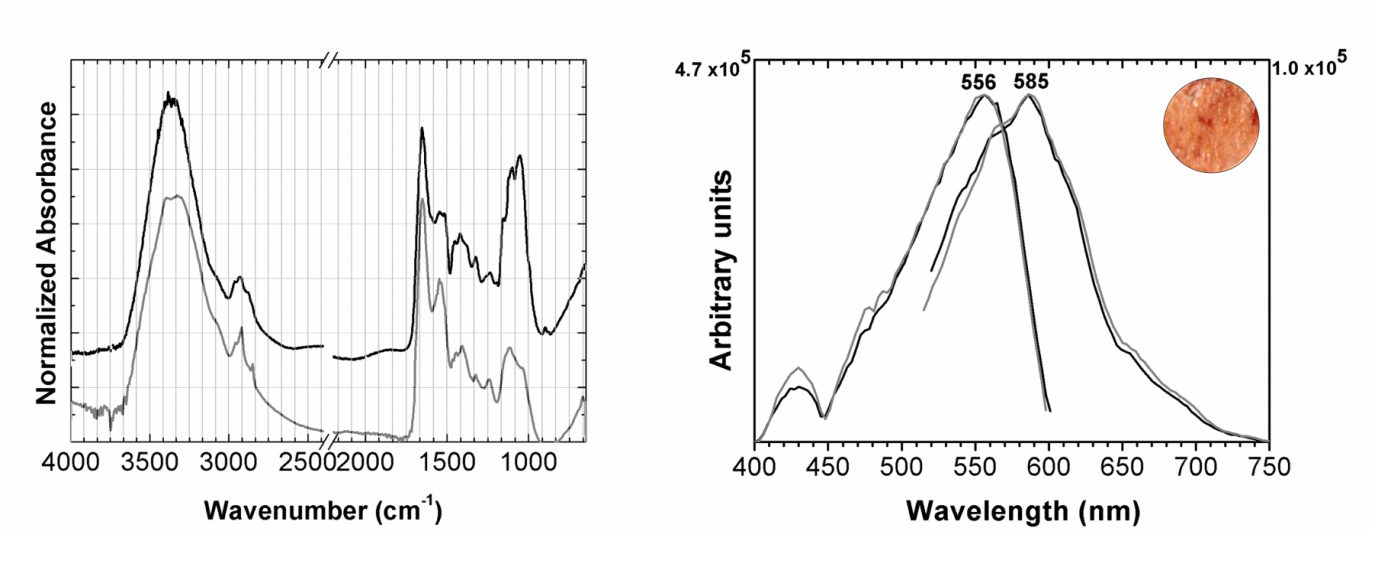 Normalized Absorbance
4000 3500 3000 2500 2000 1500 1000
Wavenumber (cm-1)
4.7 x10^5
1.0 x10^5
556 585
Arbitrary units
400 450 500 550 600 650 700 750
Wavelength (nm)